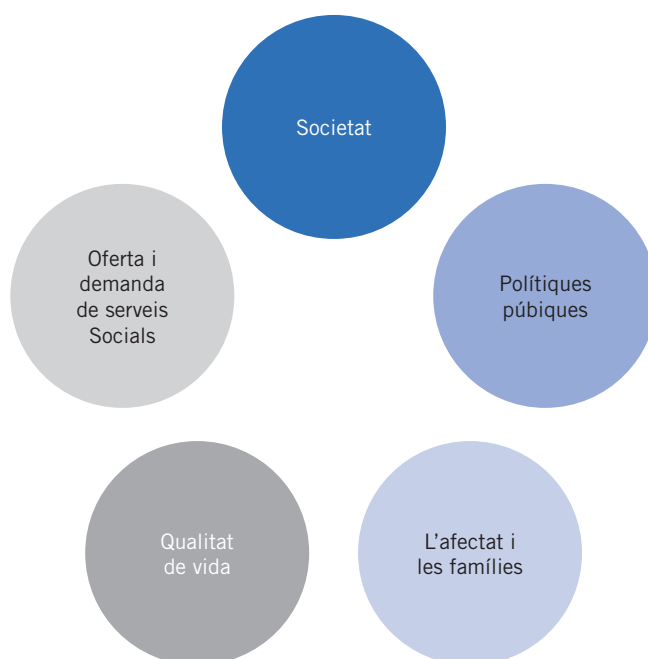 Societat
Oferta i
demanda
de serveis
Socials
Polítiques
púbiques
Qualitat
de vida
L'afectat i
les famílies